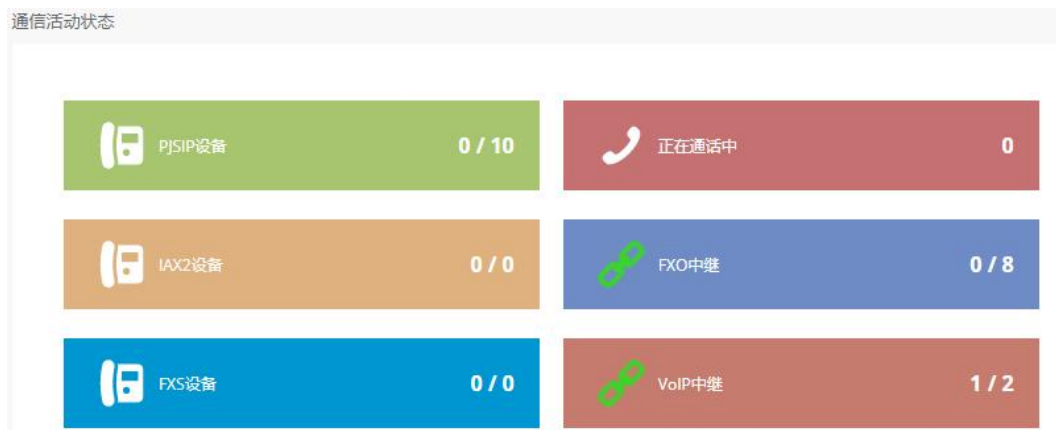 通信活动状态
PJSIP设备 0 / 10
正在通话中 0
IAX2设备 0 / 0
FXO中继 0 / 8
FXS设备 0 / 0
VoIP中继 1 / 2